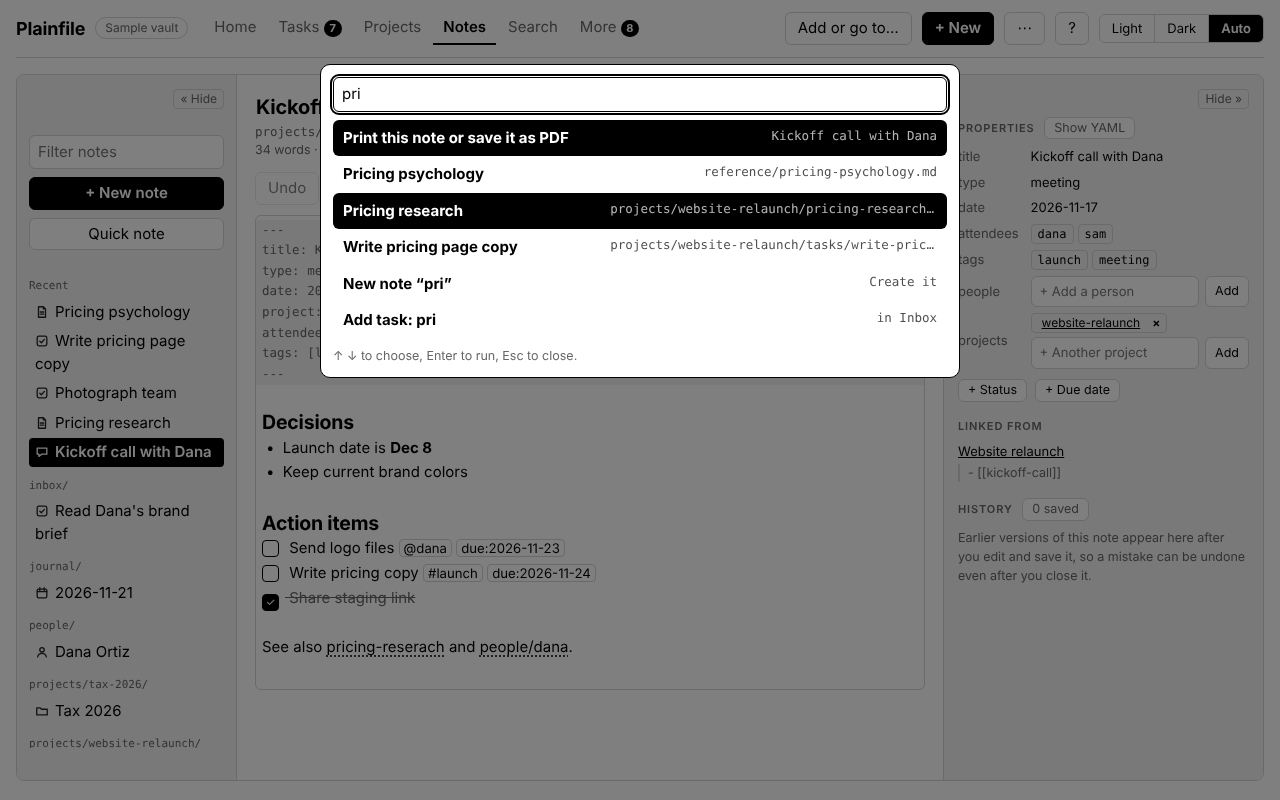 Plainfile Sample vault Home Tasks 7 Projects Notes Search More 8 Add or go to... + New ... ? Light Dark Auto
« Hide
Filter notes
+ New note
Quick note
Recent
Pricing psychology
Write pricing page
copy
Photograph team
Pricing research
Kickoff call with Dana
inbox/
Read Dana's brand
brief
journal/
2026-11-21
people/
Dana Ortiz
projects/tax-2026/
Tax 2026
projects/website-relaunch/
Kickoff
projects/
34 words ·
Undo
pri
Print this note or save it as PDF Kickoff call with Dana
Pricing psychology reference/pricing-psychology.md
Pricing research projects/website-relaunch/pricing-research…
Write pricing page copy projects/website-relaunch/tasks/write-pric…
New note “pri” Create it
Add task: pri in Inbox
↑ ↓ to choose, Enter to run, Esc to close.
---
title: K
type: me
date: 20
project:
attendee
tags: [l
---
Decisions
• Launch date is Dec 8
• Keep current brand colors
Action items
Send logo files @dana due:2026-11-23
Write pricing copy #launch due:2026-11-24
Share staging link
See also pricing-reserach and people/dana.
Hide »
PROPERTIES Show YAML
title Kickoff call with Dana
type meeting
date 2026-11-17
attendees dana sam
tags launch meeting
people + Add a person Add
projects website-relaunch ×
+ Another project Add
+ Status + Due date
LINKED FROM
Website relaunch
- [[kickoff-call]]
HISTORY 0 saved
Earlier versions of this note appear here after
you edit and save it, so a mistake can be undone
even after you close it.